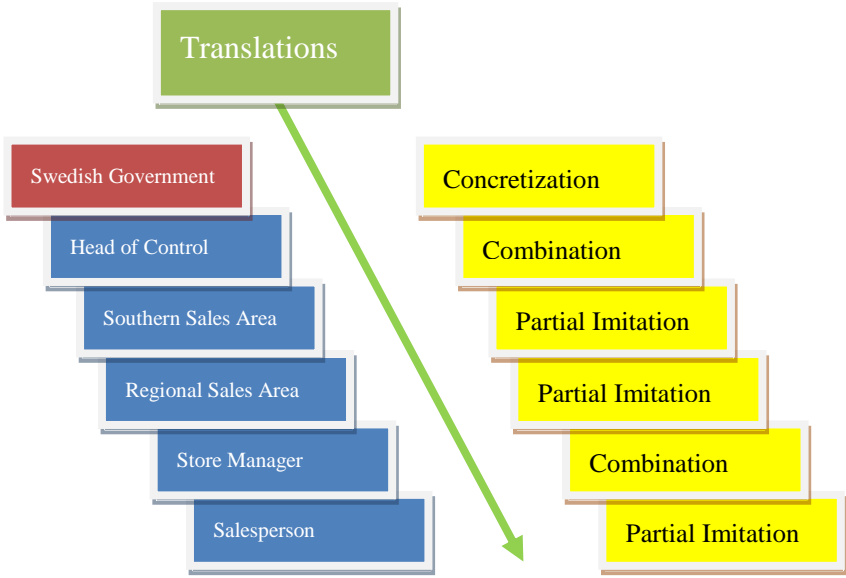 Translations
Swedish Government
Concretization
Head of Control
Combination
Southern Sales Area
Partial Imitation
Regional Sales Area
Partial Imitation
Store Manager
Combination
Salesperson
Partial Imitation